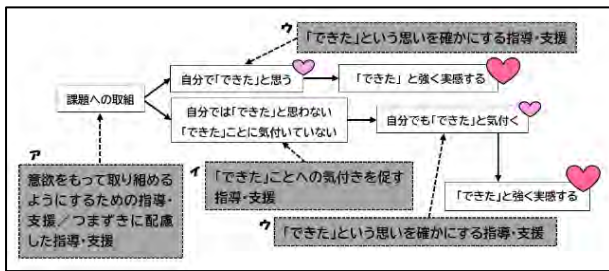 ウ
「できた」という思いを確かにする指導・支援
自分で「できた」と思う
「できた」と強く実感する
課題への取組
自分では「できた」と思わない
「できた」ことに気付いていない
自分でも「できた」と気付く
ア
意欲をもって取り組める
ようにするための指導・
支援／つまずきに配慮
した指導・支援
イ
「できた」ことへの気付きを促す
指導・支援
「できた」と強く実感する
ウ
「できた」という思いを確かにする指導・支援